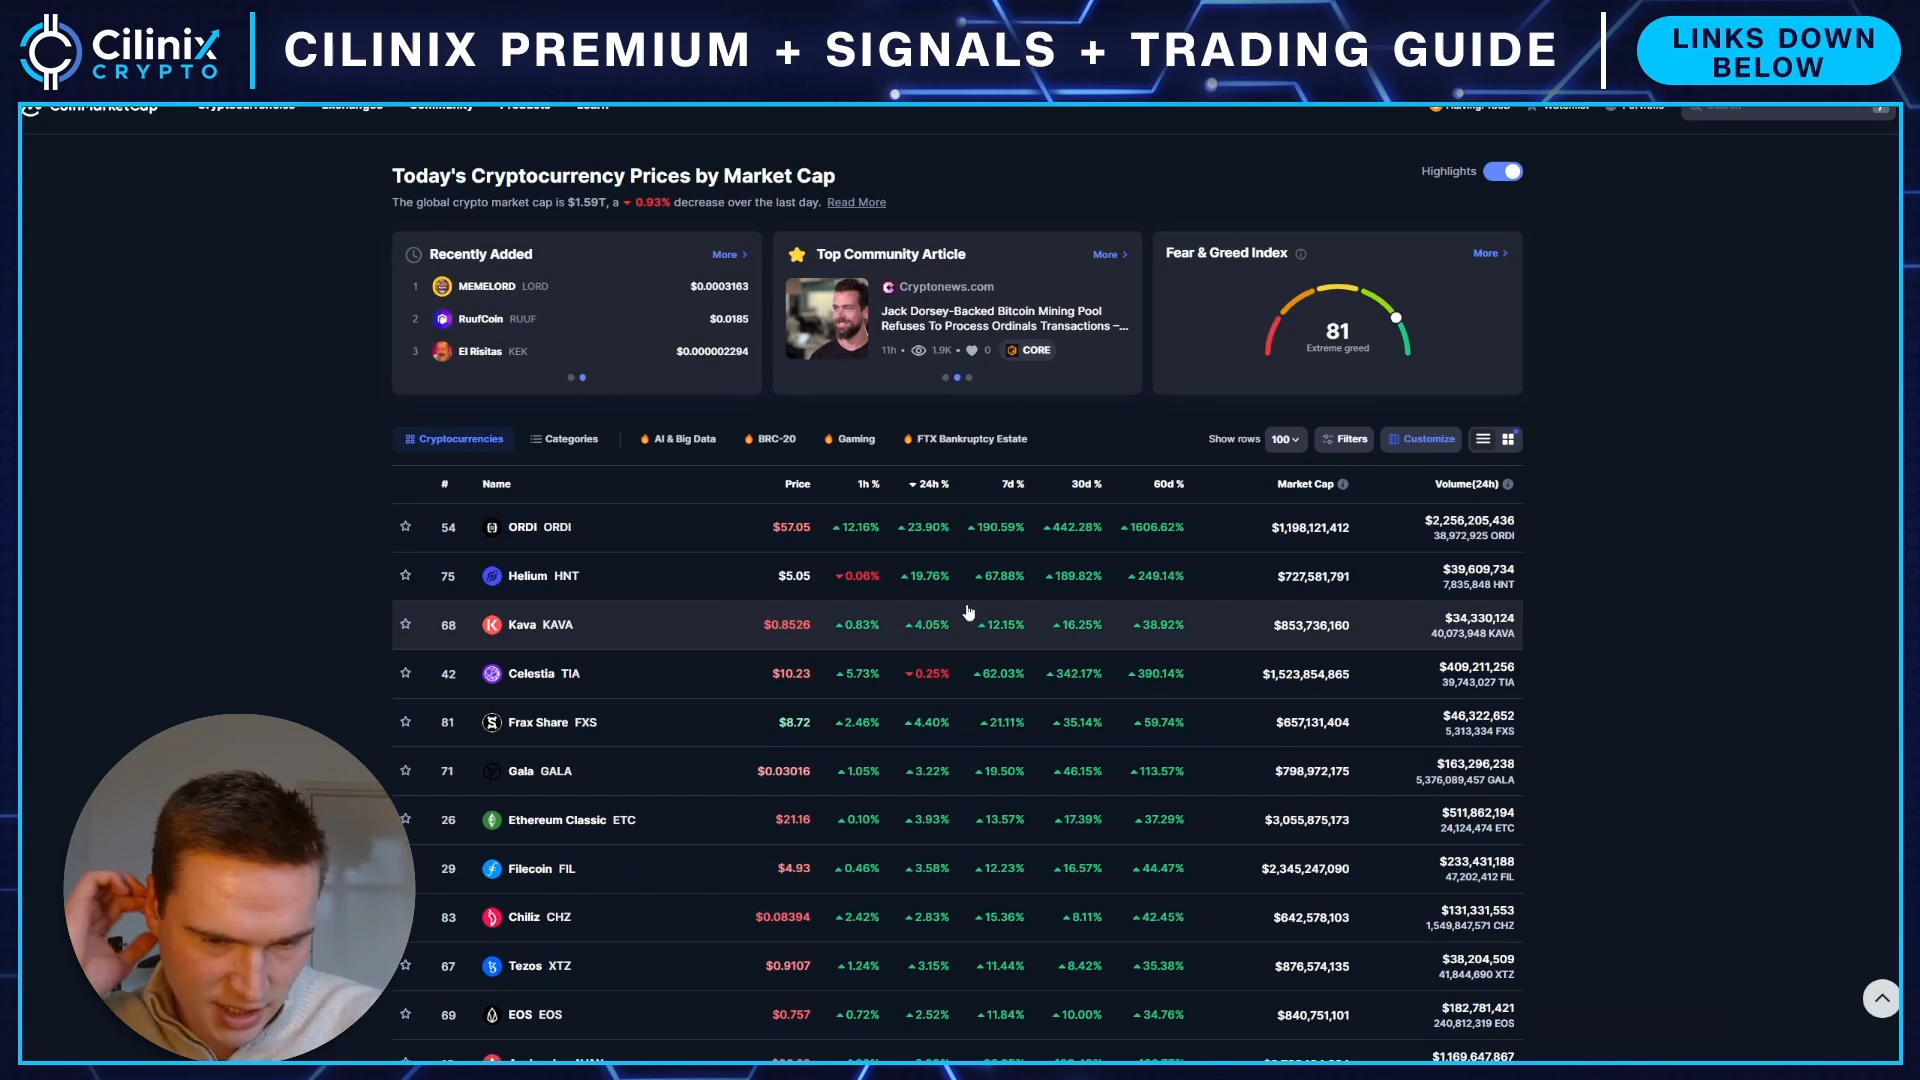 Cilinix
CRYPTO
CILINIX PREMIUM + SIGNALS + TRADING GUIDE
LINKS DOWN
BELOW
CoinMarketCap Cryptocurrencies Exchanges Community Products Learn
Watchlist Portfolio Search
Today's Cryptocurrency Prices by Market Cap
Highlights
The global crypto market cap is $1.59T, a 0.93% decrease over the last day. Read More
Recently Added More
1 MEMELORD LORD $0.0003163
2 RuufCoin RUUF $0.0185
3 El Risitas KEK $0.000002294
Top Community Article More
Cryptonews.com
Jack Dorsey-Backed Bitcoin Mining Pool
Refuses To Process Ordinals Transactions –...
11h • 1.9K • 0 CORE
Fear & Greed Index More
81
Extreme greed
Cryptocurrencies Categories AI & Big Data BRC-20 Gaming FTX Bankruptcy Estate Show rows 100 Filters Customize
# Name Price 1h % 24h % 7d % 30d % 60d % Market Cap Volume(24h)
54 ORDI ORDI $57.05 12.16% 23.90% 190.59% 442.28% 1606.62% $1,198,121,412 $2,256,205,436
38,972,925 ORDI
75 Helium HNT $5.05 0.06% 19.76% 67.88% 189.82% 249.14% $727,581,791 $39,609,734
7,835,848 HNT
68 Kava KAVA $0.8526 0.83% 4.05% 12.15% 16.25% 38.92% $853,736,160 $34,330,124
40,073,948 KAVA
42 Celestia TIA $10.23 5.73% 0.25% 62.03% 342.17% 390.14% $1,523,854,865 $409,211,256
39,743,027 TIA
81 Frax Share FXS $8.72 2.46% 4.40% 21.11% 35.14% 59.74% $657,131,404 $46,322,652
5,313,334 FXS
71 Gala GALA $0.03016 1.05% 3.22% 19.50% 46.15% 113.57% $798,972,175 $163,296,238
5,376,089,457 GALA
26 Ethereum Classic ETC $21.16 0.10% 3.93% 13.57% 17.39% 37.29% $3,055,875,173 $511,862,194
24,124,474 ETC
29 Filecoin FIL $4.93 0.46% 3.58% 12.23% 16.57% 44.47% $2,345,247,090 $233,431,188
47,202,412 FIL
83 Chiliz CHZ $0.08394 2.42% 2.83% 15.36% 8.11% 42.45% $642,578,103 $131,331,553
1,549,847,571 CHZ
67 Tezos XTZ $0.9107 1.24% 3.15% 11.44% 8.42% 35.38% $876,574,135 $38,204,509
41,844,690 XTZ
69 EOS EOS $0.757 0.72% 2.52% 11.84% 10.00% 34.76% $840,751,101 $182,781,421
240,812,319 EOS
$1,169,647,867